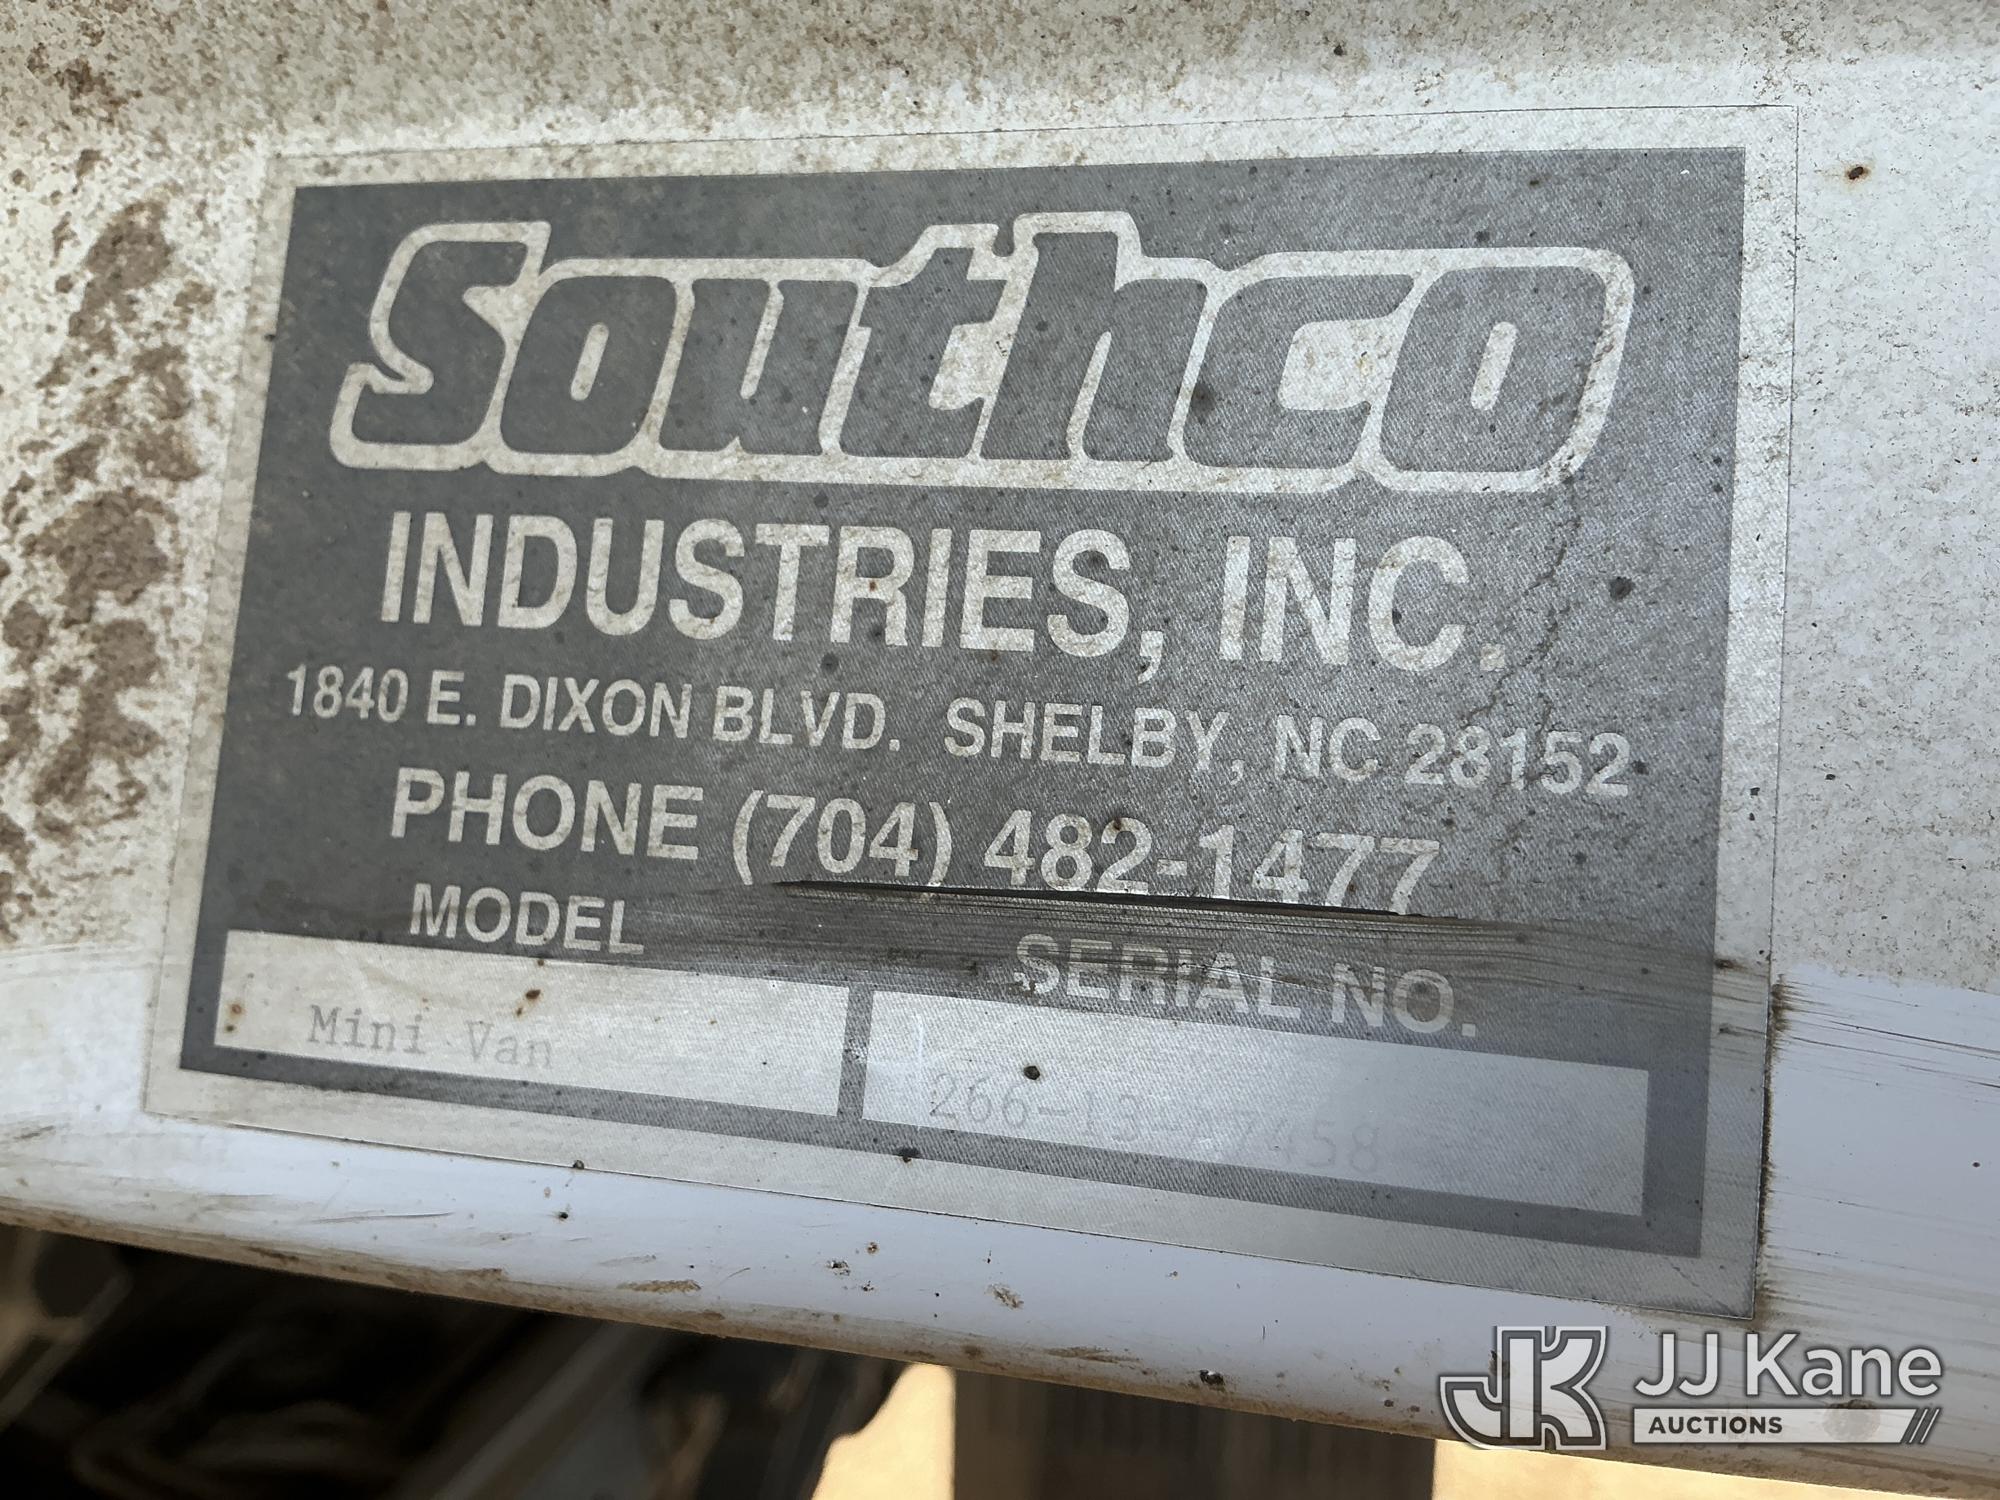 Southco
INDUSTRIES, INC.
1840 E. DIXON BLVD. SHELBY, NC 28152
PHONE (704) 482-1477
MODEL SERIAL NO.
Mini Van
JK JJ Kane
AUCTIONS